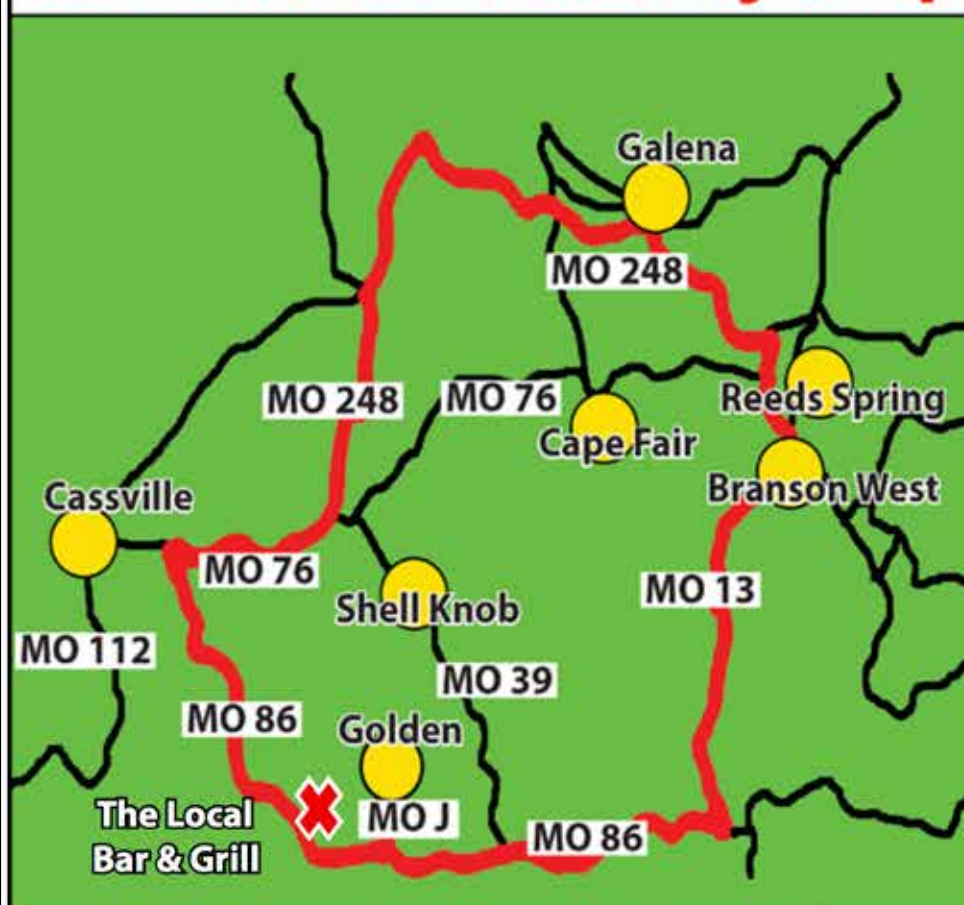 Galena
MO 248
MO 248
MO 76
Reeds Spring
Cape Fair
Branson West
Cassville
MO 76
Shell Knob
MO 13
MO 112
MO 39
MO 86
Golden
The Local
Bar & Grill
MO J
MO 86